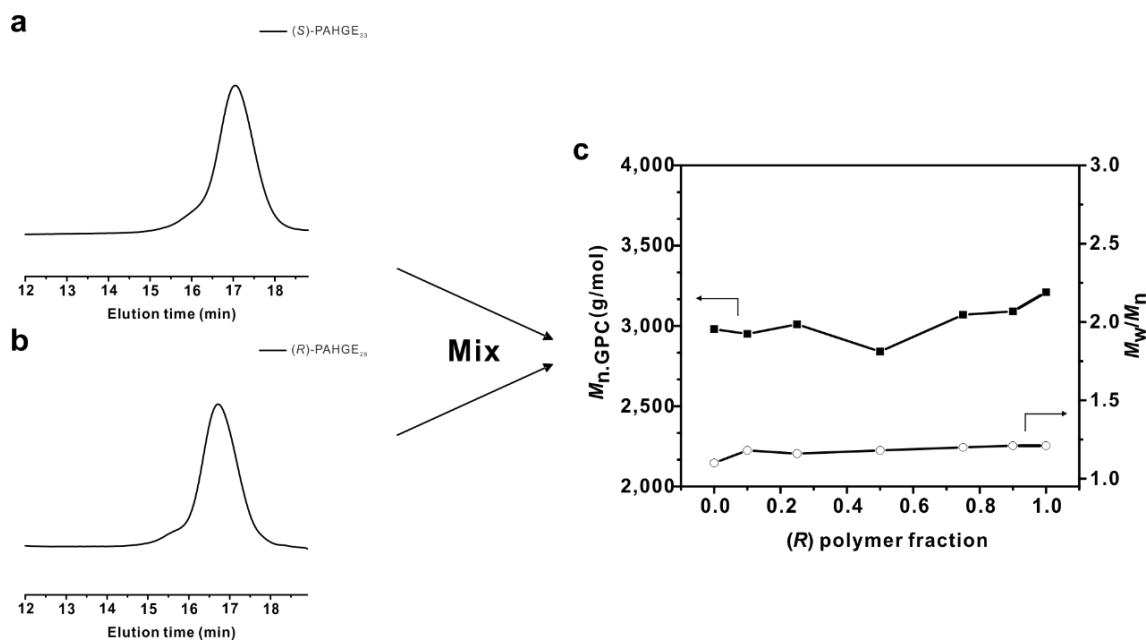 a
(S)-PAHGE33
12 13 14 15 16 17 18
Elution time (min)
b
(R)-PAHGE28
12 13 14 15 16 17 18
Elution time (min)
Mix
c
4,000
3,500
3,000
2,500
2,000
Mn.GPC(g/mol)
3.0
2.5
2.0
1.5
1.0
Mw/Mn
0.0 0.2 0.4 0.6 0.8 1.0
(R) polymer fraction